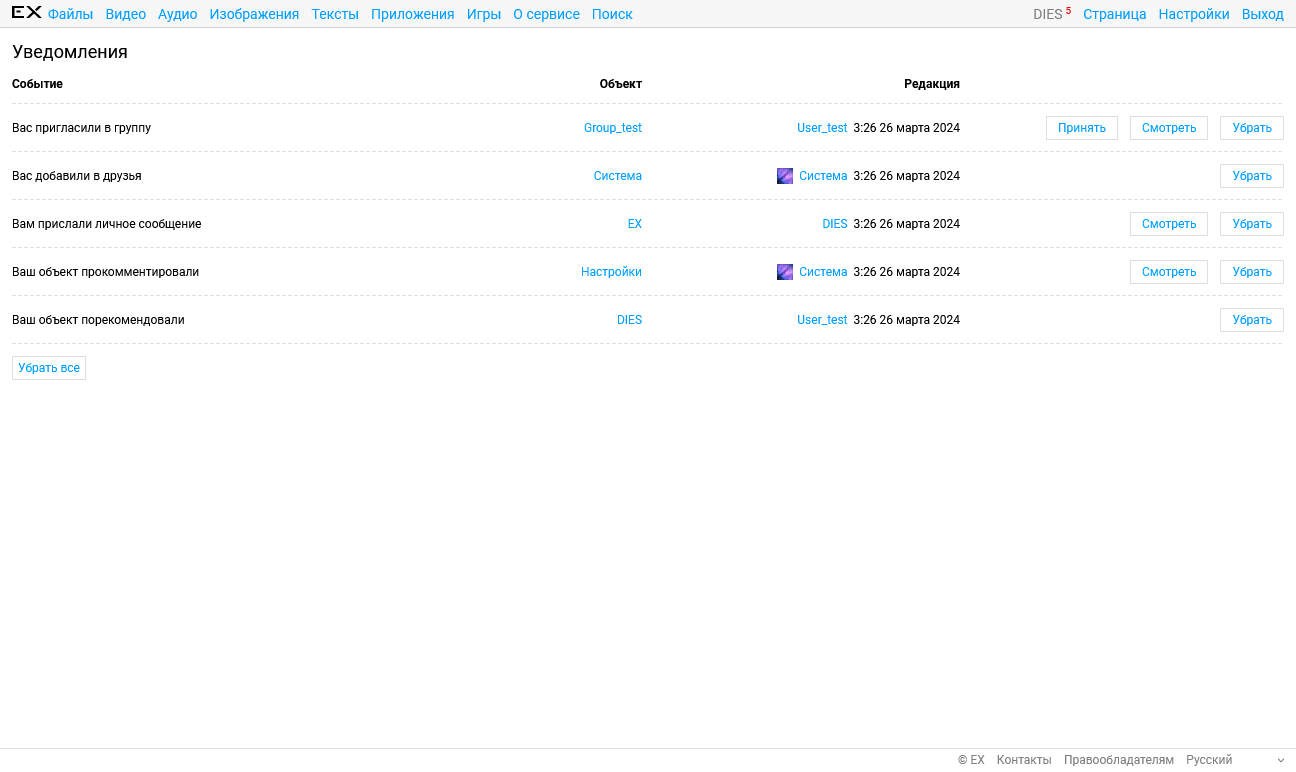 EX Файлы Видео Аудио Изображения Тексты Приложения Игры О сервисе Поиск DIES 5 Страница Настройки Выход
Уведомления
Событие Объект Редакция
Вас пригласили в группу Group_test User_test 3:26 26 марта 2024 Принять Смотреть Убрать
Вас добавили в друзья Система Система 3:26 26 марта 2024 Убрать
Вам прислали личное сообщение EX DIES 3:26 26 марта 2024 Смотреть Убрать
Ваш объект прокомментировали Настройки Система 3:26 26 марта 2024 Смотреть Убрать
Ваш объект порекомендовали DIES User_test 3:26 26 марта 2024 Убрать
Убрать все
© EX Контакты Правообладателям Русский